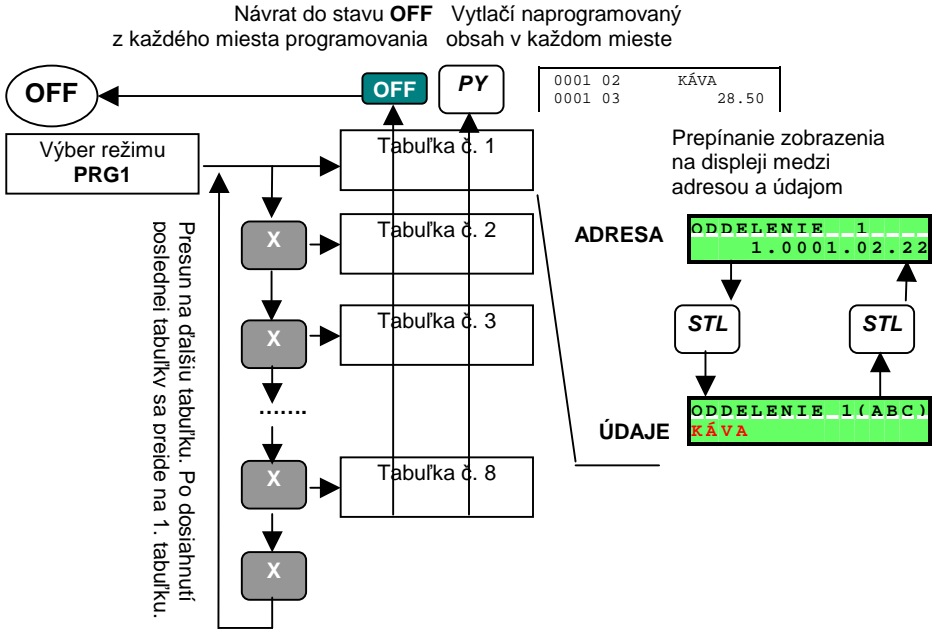 Návrat do stavu OFF
z každého miesta programovania
Vytlačí naprogramovaný
obsah v každom mieste
OFF
OFF
PY
0001 02 KÁVA
0001 03 28.50
Výber režimu
PRG1
Tabuľka č. 1
X
Tabuľka č. 2
X
Tabuľka č. 3
.......
X
Tabuľka č. 8
X
Presun na ďalšiu tabuľku. Po dosiahnutí
poslednej tabuľky sa prejde na 1. tabuľku.
Prepínanie zobrazenia
na displeji medzi
adresou a údajom
ADRESA
ODDELENIE 1
1.0001.02.22
STL
STL
ÚDAJE
ODDELENIE 1(ABC)
KÁVA